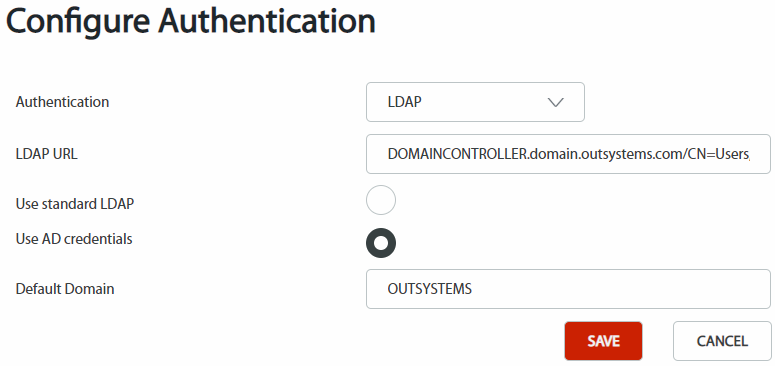 Configure Authentication
Authentication LDAP
LDAP URL DOMAINCONTROLLER.domain.outsystems.com/CN=Users,
Use standard LDAP
Use AD credentials
Default Domain OUTSYSTEMS
SAVE CANCEL